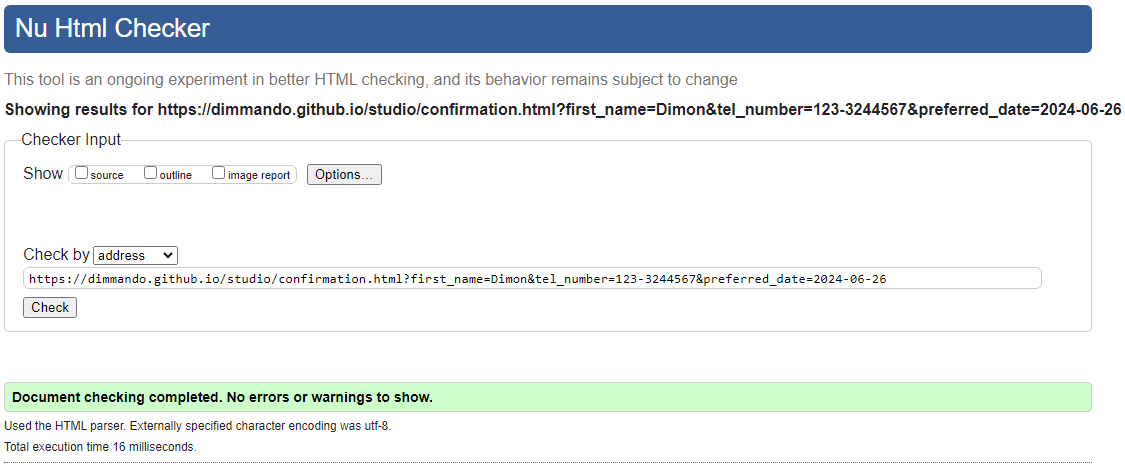 Nu Html Checker
This tool is an ongoing experiment in better HTML checking, and its behavior remains subject to change
Showing results for https://dimmando.github.io/studio/confirmation.html?first_name=Dimon&tel_number=123-3244567&preferred_date=2024-06-26
Checker Input
Show source outline image report Options...
Check by address
https://dimmando.github.io/studio/confirmation.html?first_name=Dimon&tel_number=123-3244567&preferred_date=2024-06-26
Check
Document checking completed. No errors or warnings to show.
Used the HTML parser. Externally specified character encoding was utf-8.
Total execution time 16 milliseconds.